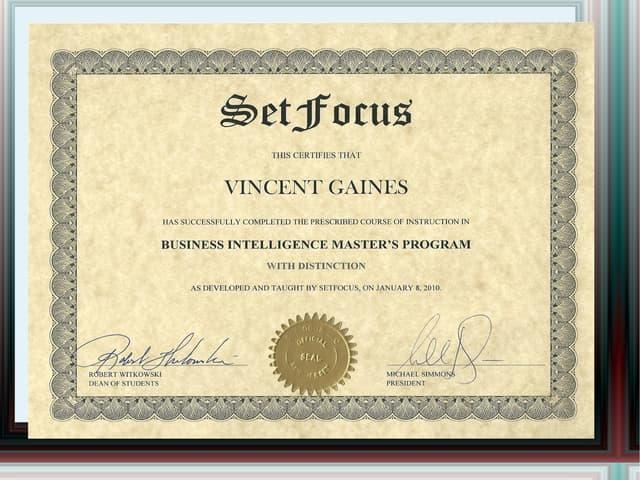 SetFocus
THIS CERTIFIES THAT
VINCENT GAINES
HAS SUCCESSFULLY COMPLETED THE PRESCRIBED COURSE OF INSTRUCTION IN
BUSINESS INTELLIGENCE MASTER'S PROGRAM
WITH DISTINCTION
AS DEVELOPED AND TAUGHT BY SETFOCUS, ON JANUARY 8, 2010.
OFFICIAL
SEAL
ROBERT WITKOWSKI
DEAN OF STUDENTS
MICHAEL SIMMONS
PRESIDENT